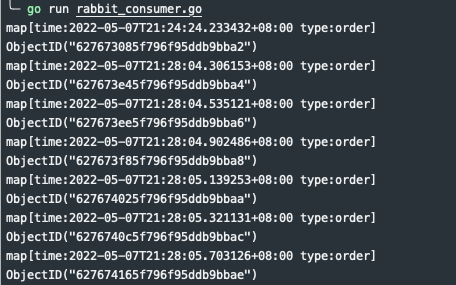 ╰─ go run rabbit_consumer.go
map[time:2022-05-07T21:24:24.233432+08:00 type:order]
ObjectID("627673085f796f95ddb9bba2")
map[time:2022-05-07T21:28:04.306153+08:00 type:order]
ObjectID("627673e45f796f95ddb9bba4")
map[time:2022-05-07T21:28:04.535121+08:00 type:order]
ObjectID("627673ee5f796f95ddb9bba6")
map[time:2022-05-07T21:28:04.902486+08:00 type:order]
ObjectID("627673f85f796f95ddb9bba8")
map[time:2022-05-07T21:28:05.139253+08:00 type:order]
ObjectID("627674025f796f95ddb9bbaa")
map[time:2022-05-07T21:28:05.321131+08:00 type:order]
ObjectID("6276740c5f796f95ddb9bbac")
map[time:2022-05-07T21:28:05.703126+08:00 type:order]
ObjectID("627674165f796f95ddb9bbae")